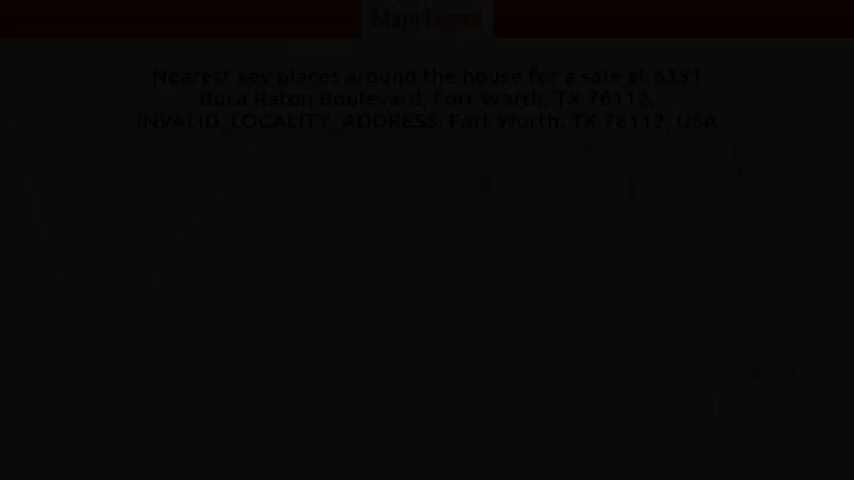 Nearest key places around the house for a sale at 6351
Boca Raton Boulevard, Fort Worth, TX 76112,
INVALID_LOCALITY_ADDRESS, Fort Worth, TX 76112, USA